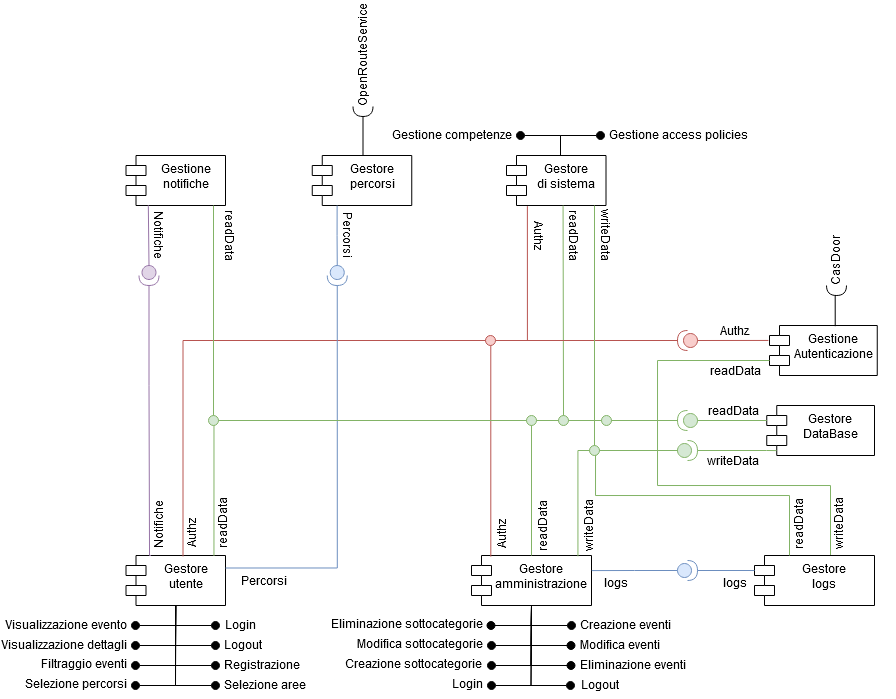 OpenRouteService
Gestione competenze
Gestione access policies
Gestione
notifiche
Gestore
percorsi
Gestore
di sistema
Notifiche
readData
Percorsi
Authz
readData
writeData
CasDoor
Authz
Gestione
Autenticazione
readData
readData
Gestore
DataBase
writeData
Notifiche
Authz
readData
Authz
readData
writeData
readData
writeData
Gestore
utente
Percorsi
Gestore
amministrazione
logs
logs
Gestore
logs
Visualizzazione evento
Login
Visualizzazione dettagli
Logout
Filtraggio eventi
Registrazione
Selezione percorsi
Selezione aree
Eliminazione sottocategorie
Creazione eventi
Modifica sottocategorie
Modifica eventi
Creazione sottocategorie
Eliminazione eventi
Login
Logout